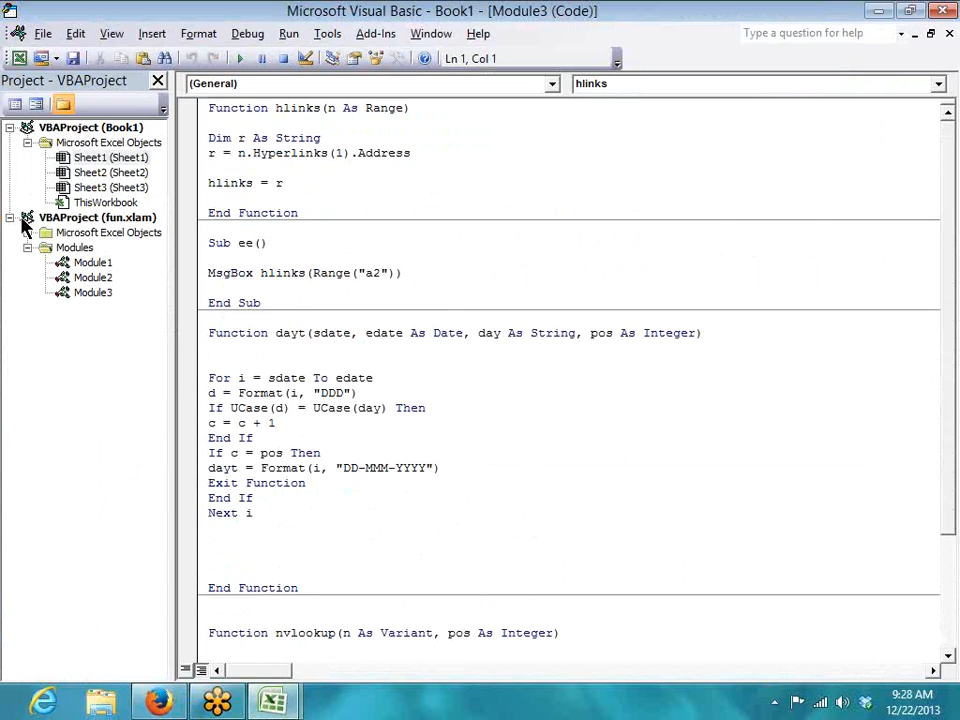 Microsoft Visual Basic - Book1 - [Module3 (Code)]
File Edit View Insert Format Debug Run Tools Add-Ins Window Help
Type a question for help
Ln 1, Col 1
Project - VBAProject
(General)
hlinks
VBAProject (Book1)
Microsoft Excel Objects
Sheet1 (Sheet1)
Sheet2 (Sheet2)
Sheet3 (Sheet3)
ThisWorkbook
VBAProject (fun.xlam)
Microsoft Excel Objects
Modules
Module1
Module2
Module3
Function hlinks(n As Range)
Dim r As String
r = n.Hyperlinks(1).Address
hlinks = r
End Function
Sub ee()
MsgBox hlinks(Range("a2"))
End Sub
Function dayt(sdate, edate As Date, day As String, pos As Integer)
For i = sdate To edate
d = Format(i, "DDD")
If UCase(d) = UCase(day) Then
c = c + 1
End If
If c = pos Then
dayt = Format(i, "DD-MMM-YYYY")
Exit Function
End If
Next i
End Function
Function nvlookup(n As Variant, pos As Integer)
9:28 AM
12/22/2013